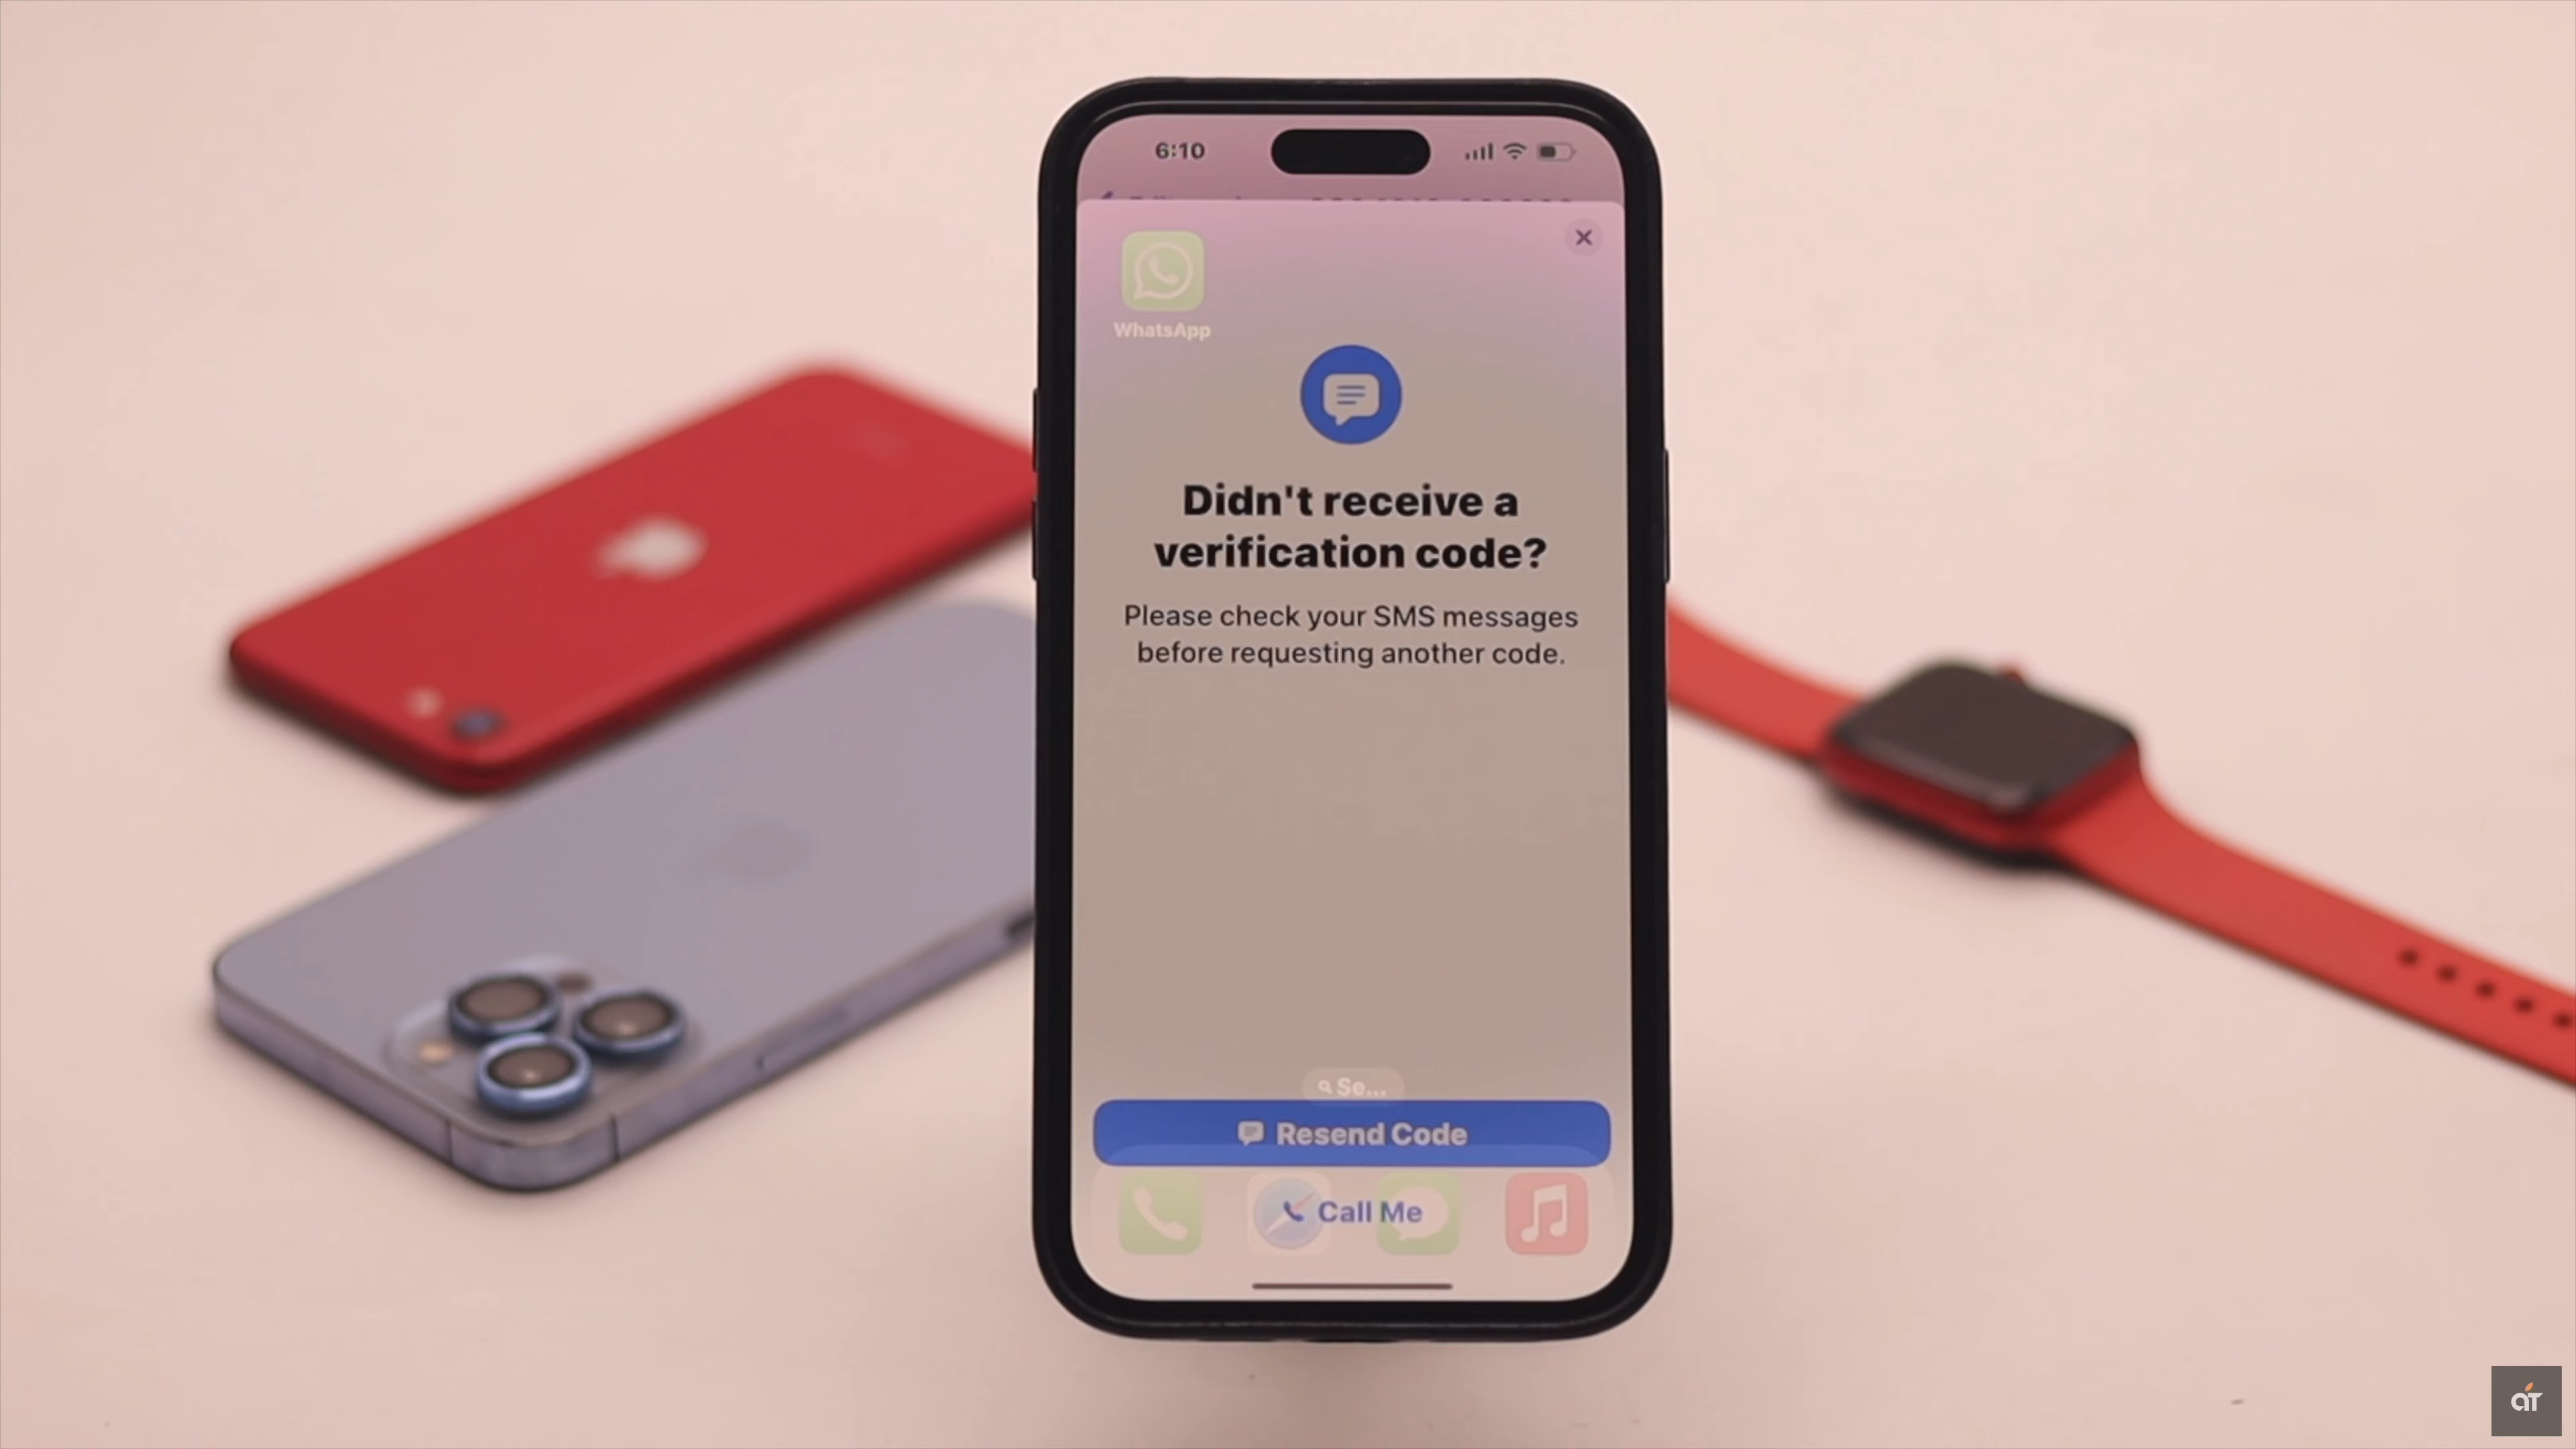 6:10
WhatsApp
Didn't receive a
verification code?
Please check your SMS messages
before requesting another code.
Se...
Resend Code
Call Me
aT